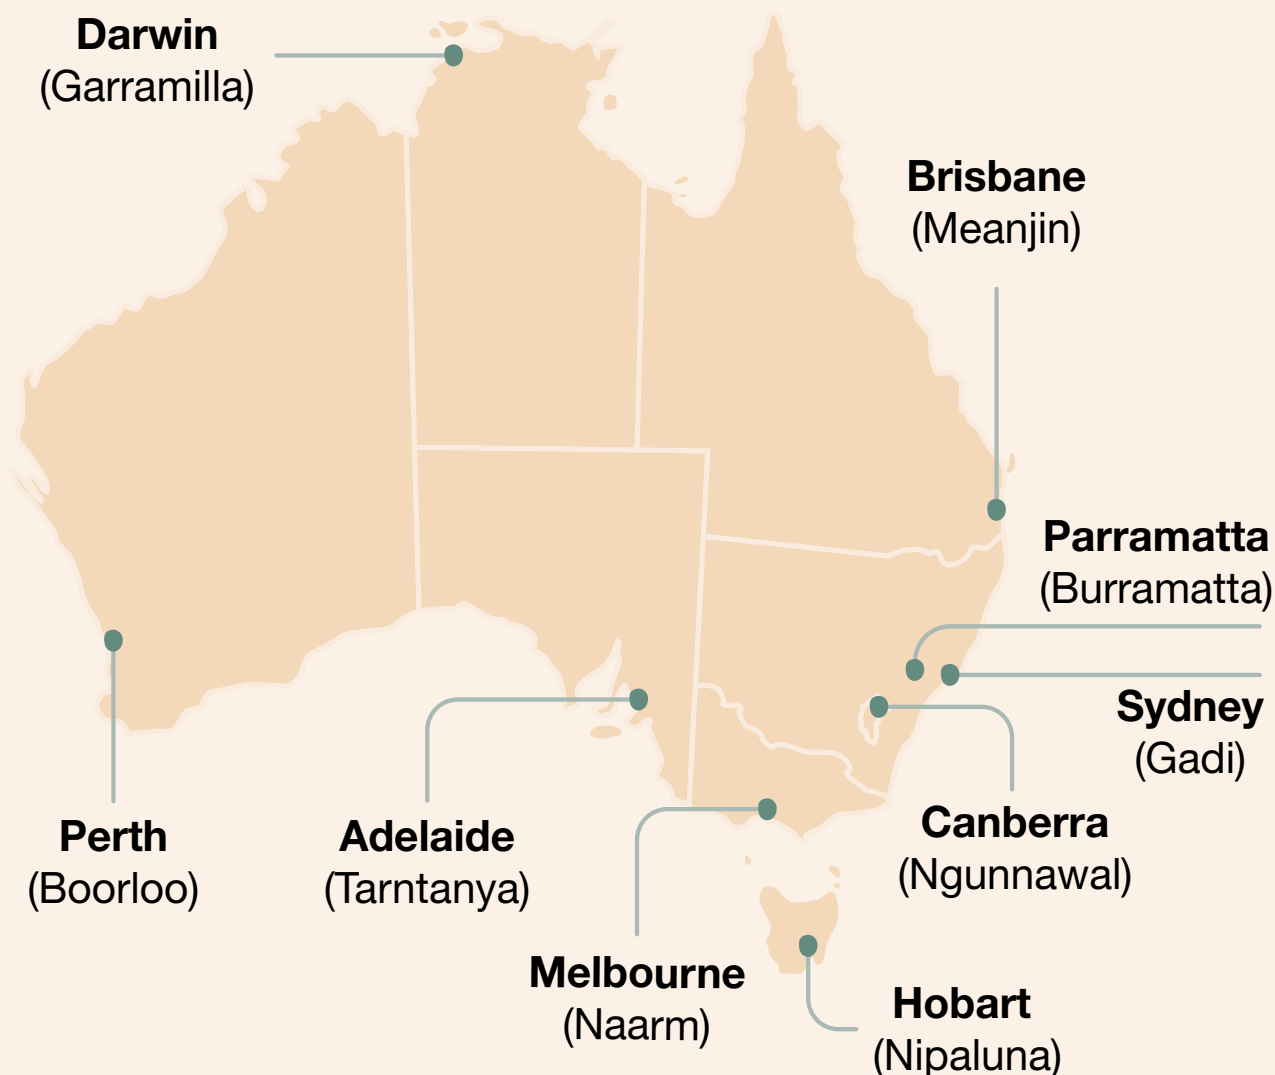 Darwin
(Garramilla)
Brisbane
(Meanjin)
Parramatta
(Burramatta)
Sydney
(Gadi)
Canberra
(Ngunnawal)
Perth
(Boorloo)
Adelaide
(Tarntanya)
Melbourne
(Naarm)
Hobart
(Nipaluna)